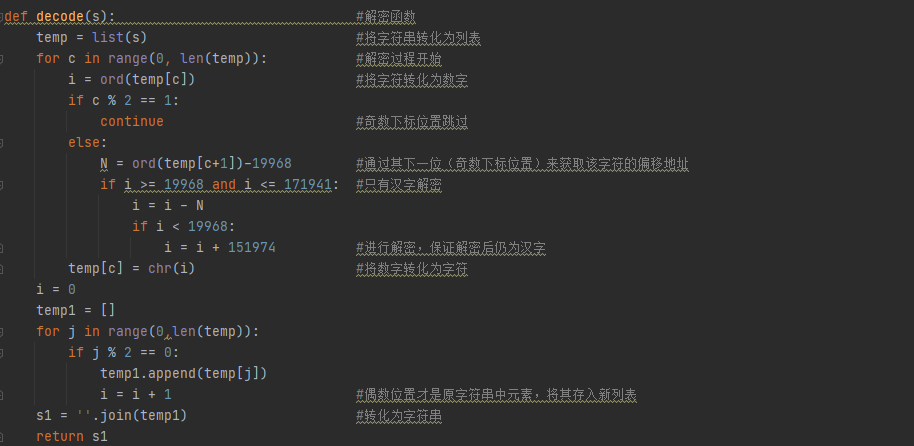 def decode(s): #解密函数
    temp = list(s) #将字符串转化为列表
    for c in range(0, len(temp)): #解密过程开始
        i = ord(temp[c]) #将字符转化为数字
        if c % 2 == 1:
            continue #奇数下标位置跳过
        else:
            N = ord(temp[c+1])-19968 #通过其下一位（奇数下标位置）来获取该字符的偏移地址
            if i >= 19968 and i <= 171941: #只有汉字解密
                i = i - N
                if i < 19968:
                    i = i + 151974 #进行解密，保证解密后仍为汉字
        temp[c] = chr(i) #将数字转化为字符
    i = 0
    temp1 = []
    for j in range(0,len(temp)):
        if j % 2 == 0:
            temp1.append(temp[j])
            i = i + 1 #偶数位置才是原字符串中元素，将其存入新列表
    s1 = ''.join(temp1) #转化为字符串
    return s1